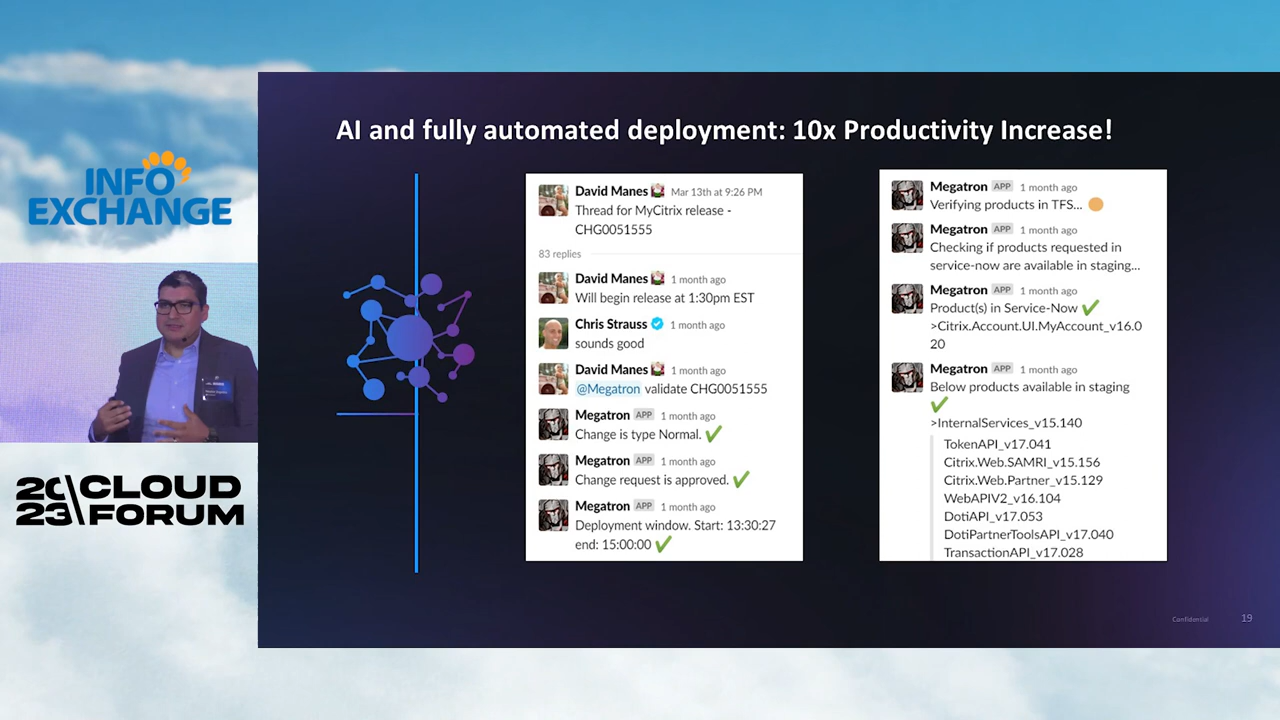 INFO
EXCHANGE
2023 CLOUD
FORUM
AI and fully automated deployment: 10x Productivity Increase!
David Manes Mar 13th at 9:26 PM
Thread for MyCitrix release -
CHG0051555
83 replies
David Manes 1 month ago
Will begin release at 1:30pm EST
Chris Strauss 1 month ago
sounds good
David Manes 1 month ago
@Megatron validate CHG0051555
Megatron APP 1 month ago
Change is type Normal.
Megatron APP 1 month ago
Change request is approved.
Megatron APP 1 month ago
Deployment window. Start: 13:30:27
end: 15:00:00
Megatron APP 1 month ago
Verifying products in TFS...
Megatron APP 1 month ago
Checking if products requested in
service-now are available in staging...
Megatron APP 1 month ago
Product(s) in Service-Now
>Citrix.Account.UI.MyAccount_v16.0
20
Megatron APP 1 month ago
Below products available in staging
>InternalServices_v15.140
TokenAPI_v17.041
Citrix.Web.SAMRI_v15.156
Citrix.Web.Partner_v15.129
WebAPIV2_v16.104
DotiAPI_v17.053
DotiPartnerToolsAPI_v17.040
TransactionAPI_v17.028
Confidential 19